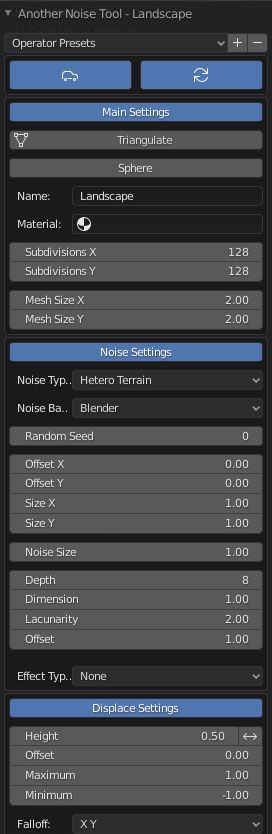 Another Noise Tool - Landscape
Operator Presets
Main Settings
Triangulate
Sphere
Name: Landscape
Material:
Subdivisions X 128
Subdivisions Y 128
Mesh Size X 2.00
Mesh Size Y 2.00
Noise Settings
Noise Typ.. Hetero Terrain
Noise Ba.. Blender
Random Seed 0
Offset X 0.00
Offset Y 0.00
Size X 1.00
Size Y 1.00
Noise Size 1.00
Depth 8
Dimension 1.00
Lacunarity 2.00
Offset 1.00
Effect Typ.. None
Displace Settings
Height 0.50
Offset 0.00
Maximum 1.00
Minimum -1.00
Falloff: X Y